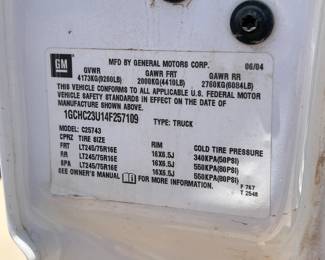 GM
MFD BY GENERAL MOTORS CORP.
06/04
GVWR GAWR FRT GAWR RR
4173KG(9200LB) 2000KG(4410LB) 2760KG(6084LB)
THIS VEHICLE CONFORMS TO ALL APPLICABLE U.S. FEDERAL MOTOR
VEHICLE SAFETY STANDARDS IN EFFECT ON THE DATE OF
MANUFACTURE SHOWN ABOVE.
1GCHC23U14F257109 TYPE: TRUCK
MODEL: C25743
CPRZ TIRE SIZE RIM COLD TIRE PRESSURE
FRT LT245/75R16E 16X6.5J 340KPA(50PSI)
RR LT245/75R16E 16X6.5J 550KPA(80PSI)
SPA LT245/75R16E 16X6.5J 550KPA(80PSI)
SEE OWNER'S MANUAL FOR ADDITIONAL INFORMATION.
F 767
T 2548